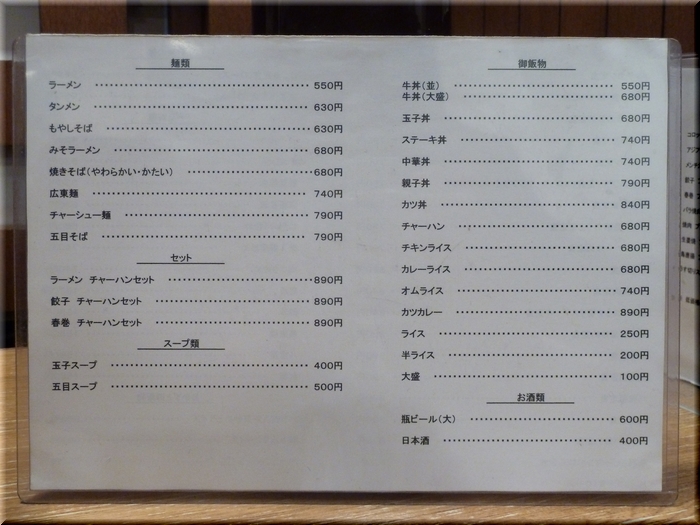 麺類
ラーメン ················ 550円
タンメン ················ 630円
もやしそば ················ 630円
みそラーメン ················ 680円
焼きそば(やわらかい・かたい) ················ 680円
広東麺 ················ 740円
チャーシュー麺 ················ 790円
五目そば ················ 790円
セット
ラーメン チャーハンセット ················ 890円
餃子 チャーハンセット ················ 890円
春巻 チャーハンセット ················ 890円
スープ類
玉子スープ ················ 400円
五目スープ ················ 500円
御飯物
牛丼(並) ················ 550円
牛丼(大盛) ················ 680円
玉子丼 ················ 680円
ステーキ丼 ················ 740円
中華丼 ················ 740円
親子丼 ················ 790円
カツ丼 ················ 840円
チャーハン ················ 680円
チキンライス ················ 680円
カレーライス ················ 680円
オムライス ················ 740円
カツカレー ················ 890円
ライス ················ 250円
半ライス ················ 200円
大盛 ················ 100円
お酒類
瓶ビール(大) ················ 600円
日本酒 ················ 400円
コロッ
アジフ
メンチ
餃子
春巻